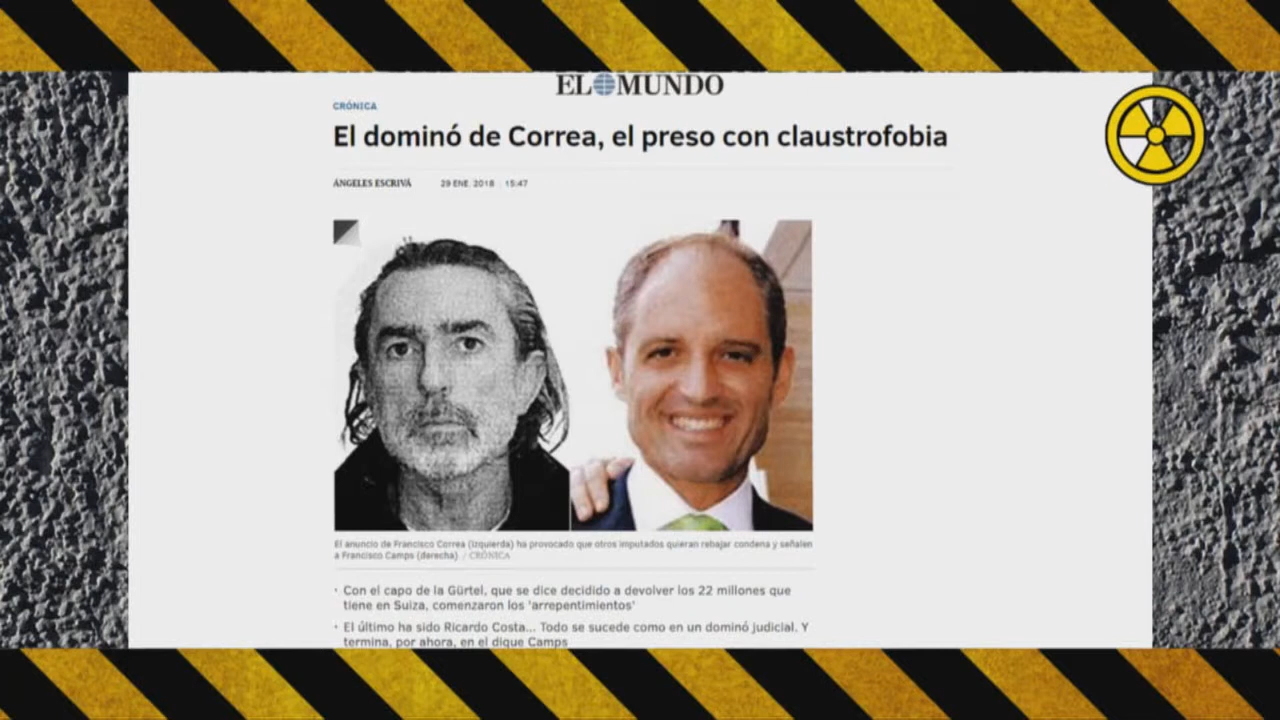 EL MUNDO
CRÓNICA
El dominó de Correa, el preso con claustrofobia
ÁNGELES ESCRIVÁ 29 ENE. 2018 | 15:47
El anuncio de Francisco Correa (izquierda) ha provocado que otros imputados quieran rebajar condena y señalen
a Francisco Camps (derecha) / CRÓNICA
· Con el capo de la Gürtel, que se dice decidido a devolver los 22 millones que
tiene en Suiza, comenzaron los 'arrepentimientos'
· El último ha sido Ricardo Costa... Todo se sucede como en un dominó judicial. Y
termina, por ahora, en el dique Camps